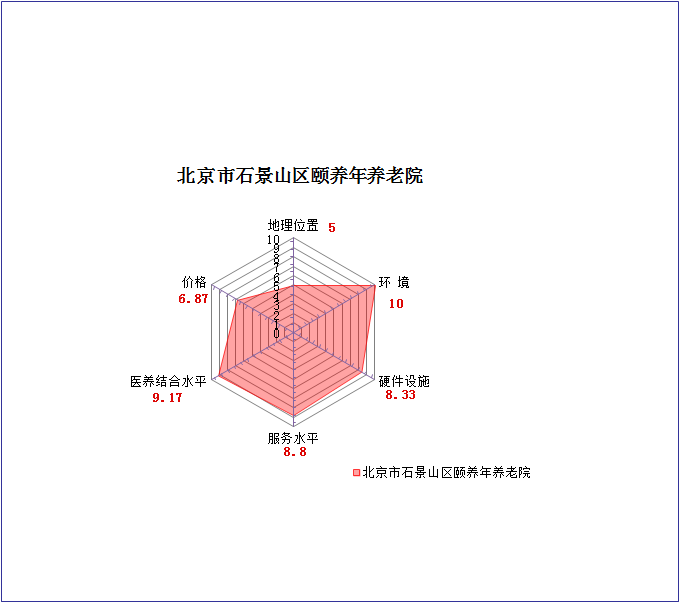 北京市石景山区颐养年养老院
地理位置 5
10
9
8
7
6
5
4
3
2
1
0
价格
6.87
环 境
10
医养结合水平
9.17
硬件设施
8.33
服务水平
8.8
北京市石景山区颐养年养老院